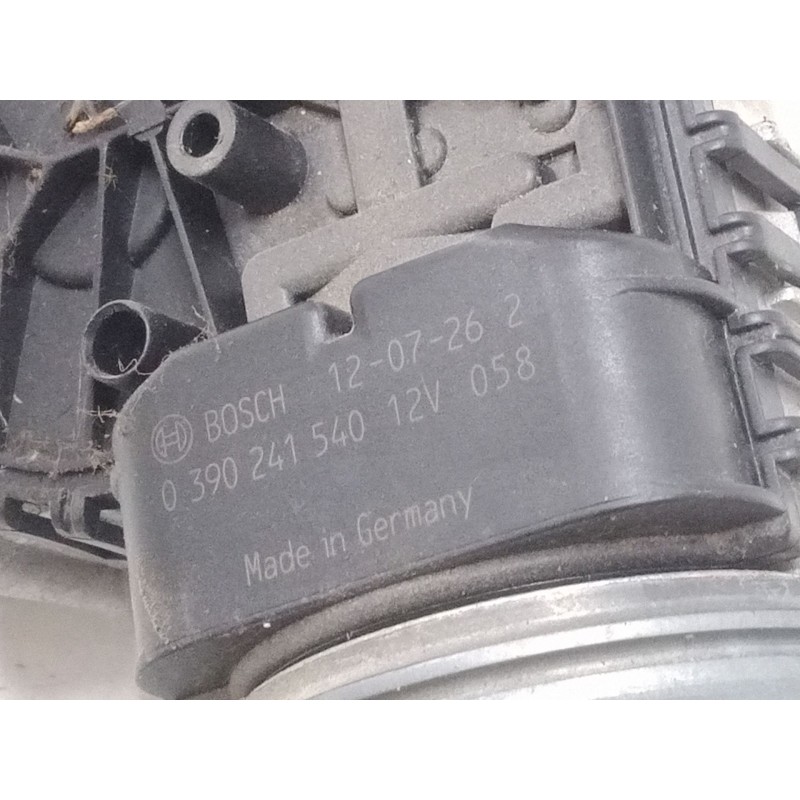 BOSCH 12-07-26 2
0 390 241 540 12V 058
Made in Germany